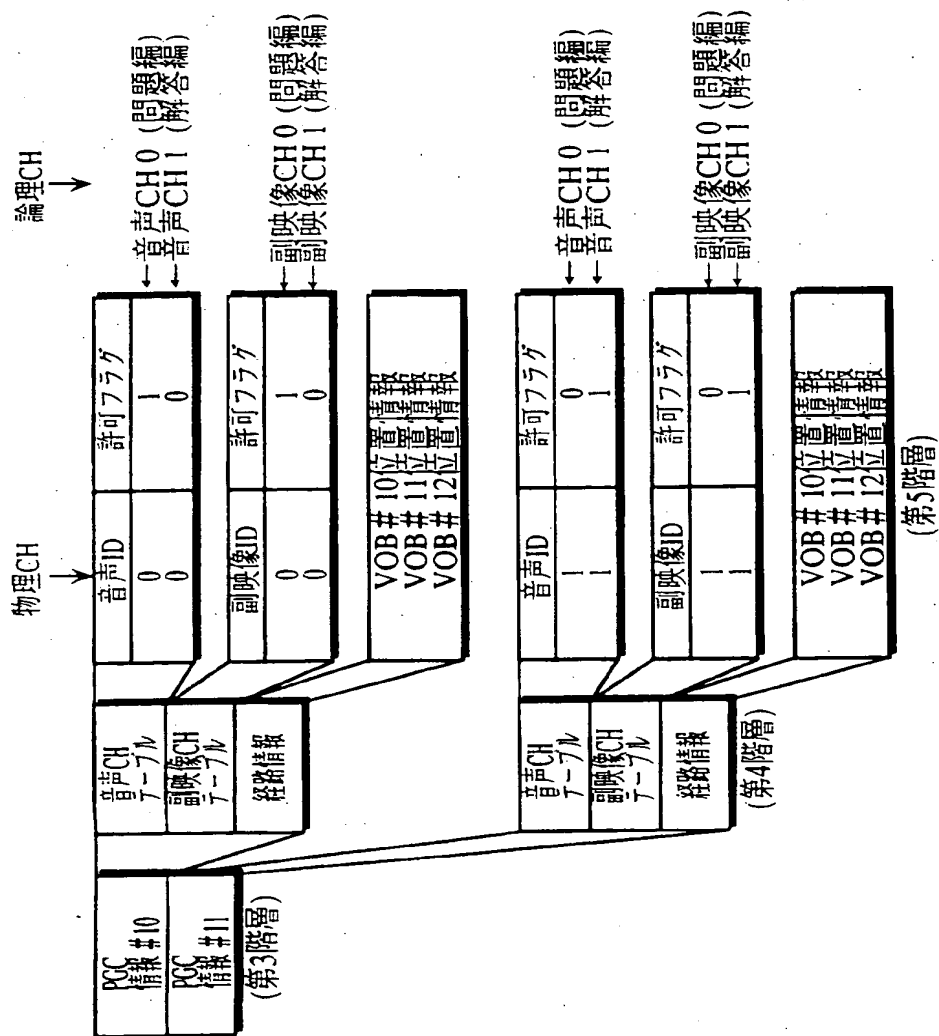 物理CH
論理CH
PGC
情報 #10
PGC
情報 #11
(第3階層)
音声CH
テーブル
副映像CH
テーブル
経路情報
音声ID
許可フラグ
0
1
音声CH 0 (問題編)
0
0
音声CH 1 (解答編)
副映像ID
許可フラグ
0
1
副映像CH 0 (問題編)
0
0
副映像CH 1 (解答編)
VOB# 10位置情報
VOB# 11位置情報
VOB# 12位置情報
音声CH
テーブル
副映像CH
テーブル
経路情報
(第4階層)
音声ID
許可フラグ
1
0
音声CH 0 (問題編)
1
1
音声CH 1 (解答編)
副映像ID
許可フラグ
1
0
副映像CH 0 (問題編)
1
1
副映像CH 1 (解答編)
VOB# 10位置情報
VOB# 11位置情報
VOB# 12位置情報
(第5階層)